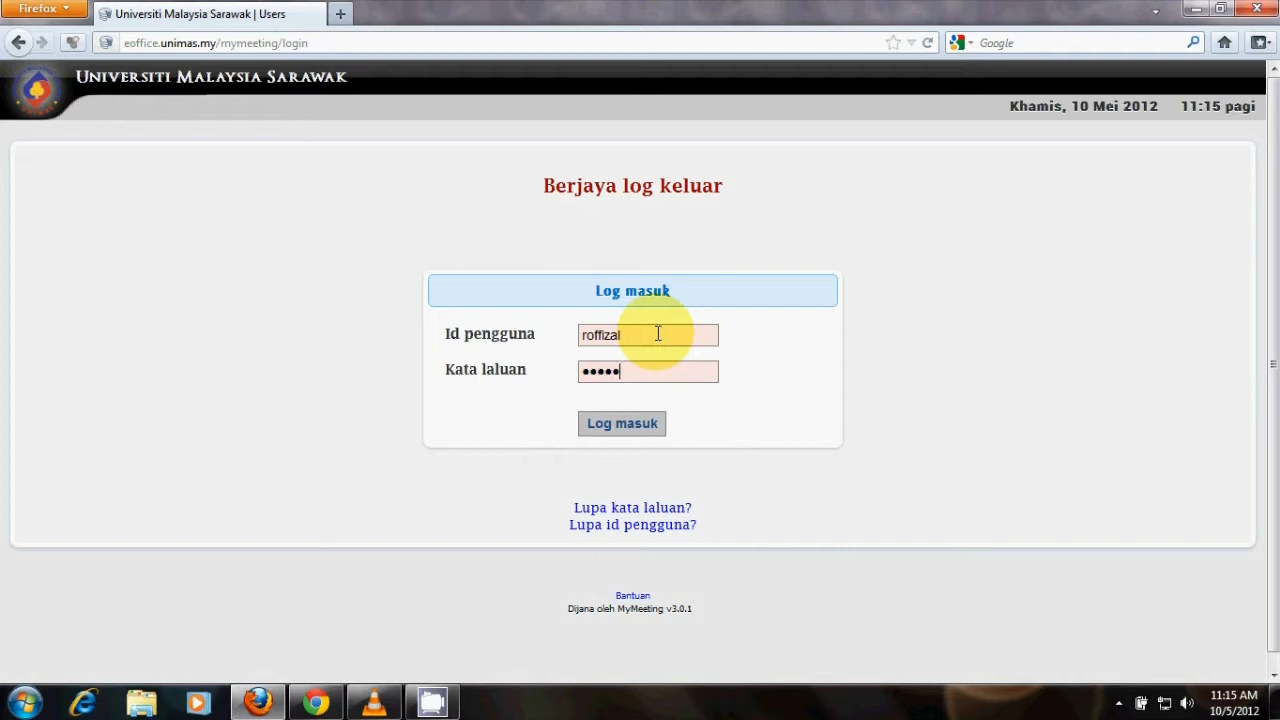 Firefox
Universiti Malaysia Sarawak | Users
eoffice.unimas.my/mymeeting/login
Google
UNIVERSITI MALAYSIA SARAWAK
Khamis, 10 Mei 2012 11:15 pagi
Berjaya log keluar
Log masuk
Id pengguna roffizal
Kata laluan •••••
Log masuk
Lupa kata laluan?
Lupa id pengguna?
Bantuan
Dijana oleh MyMeeting v3.0.1
11:15 AM
10/5/2012